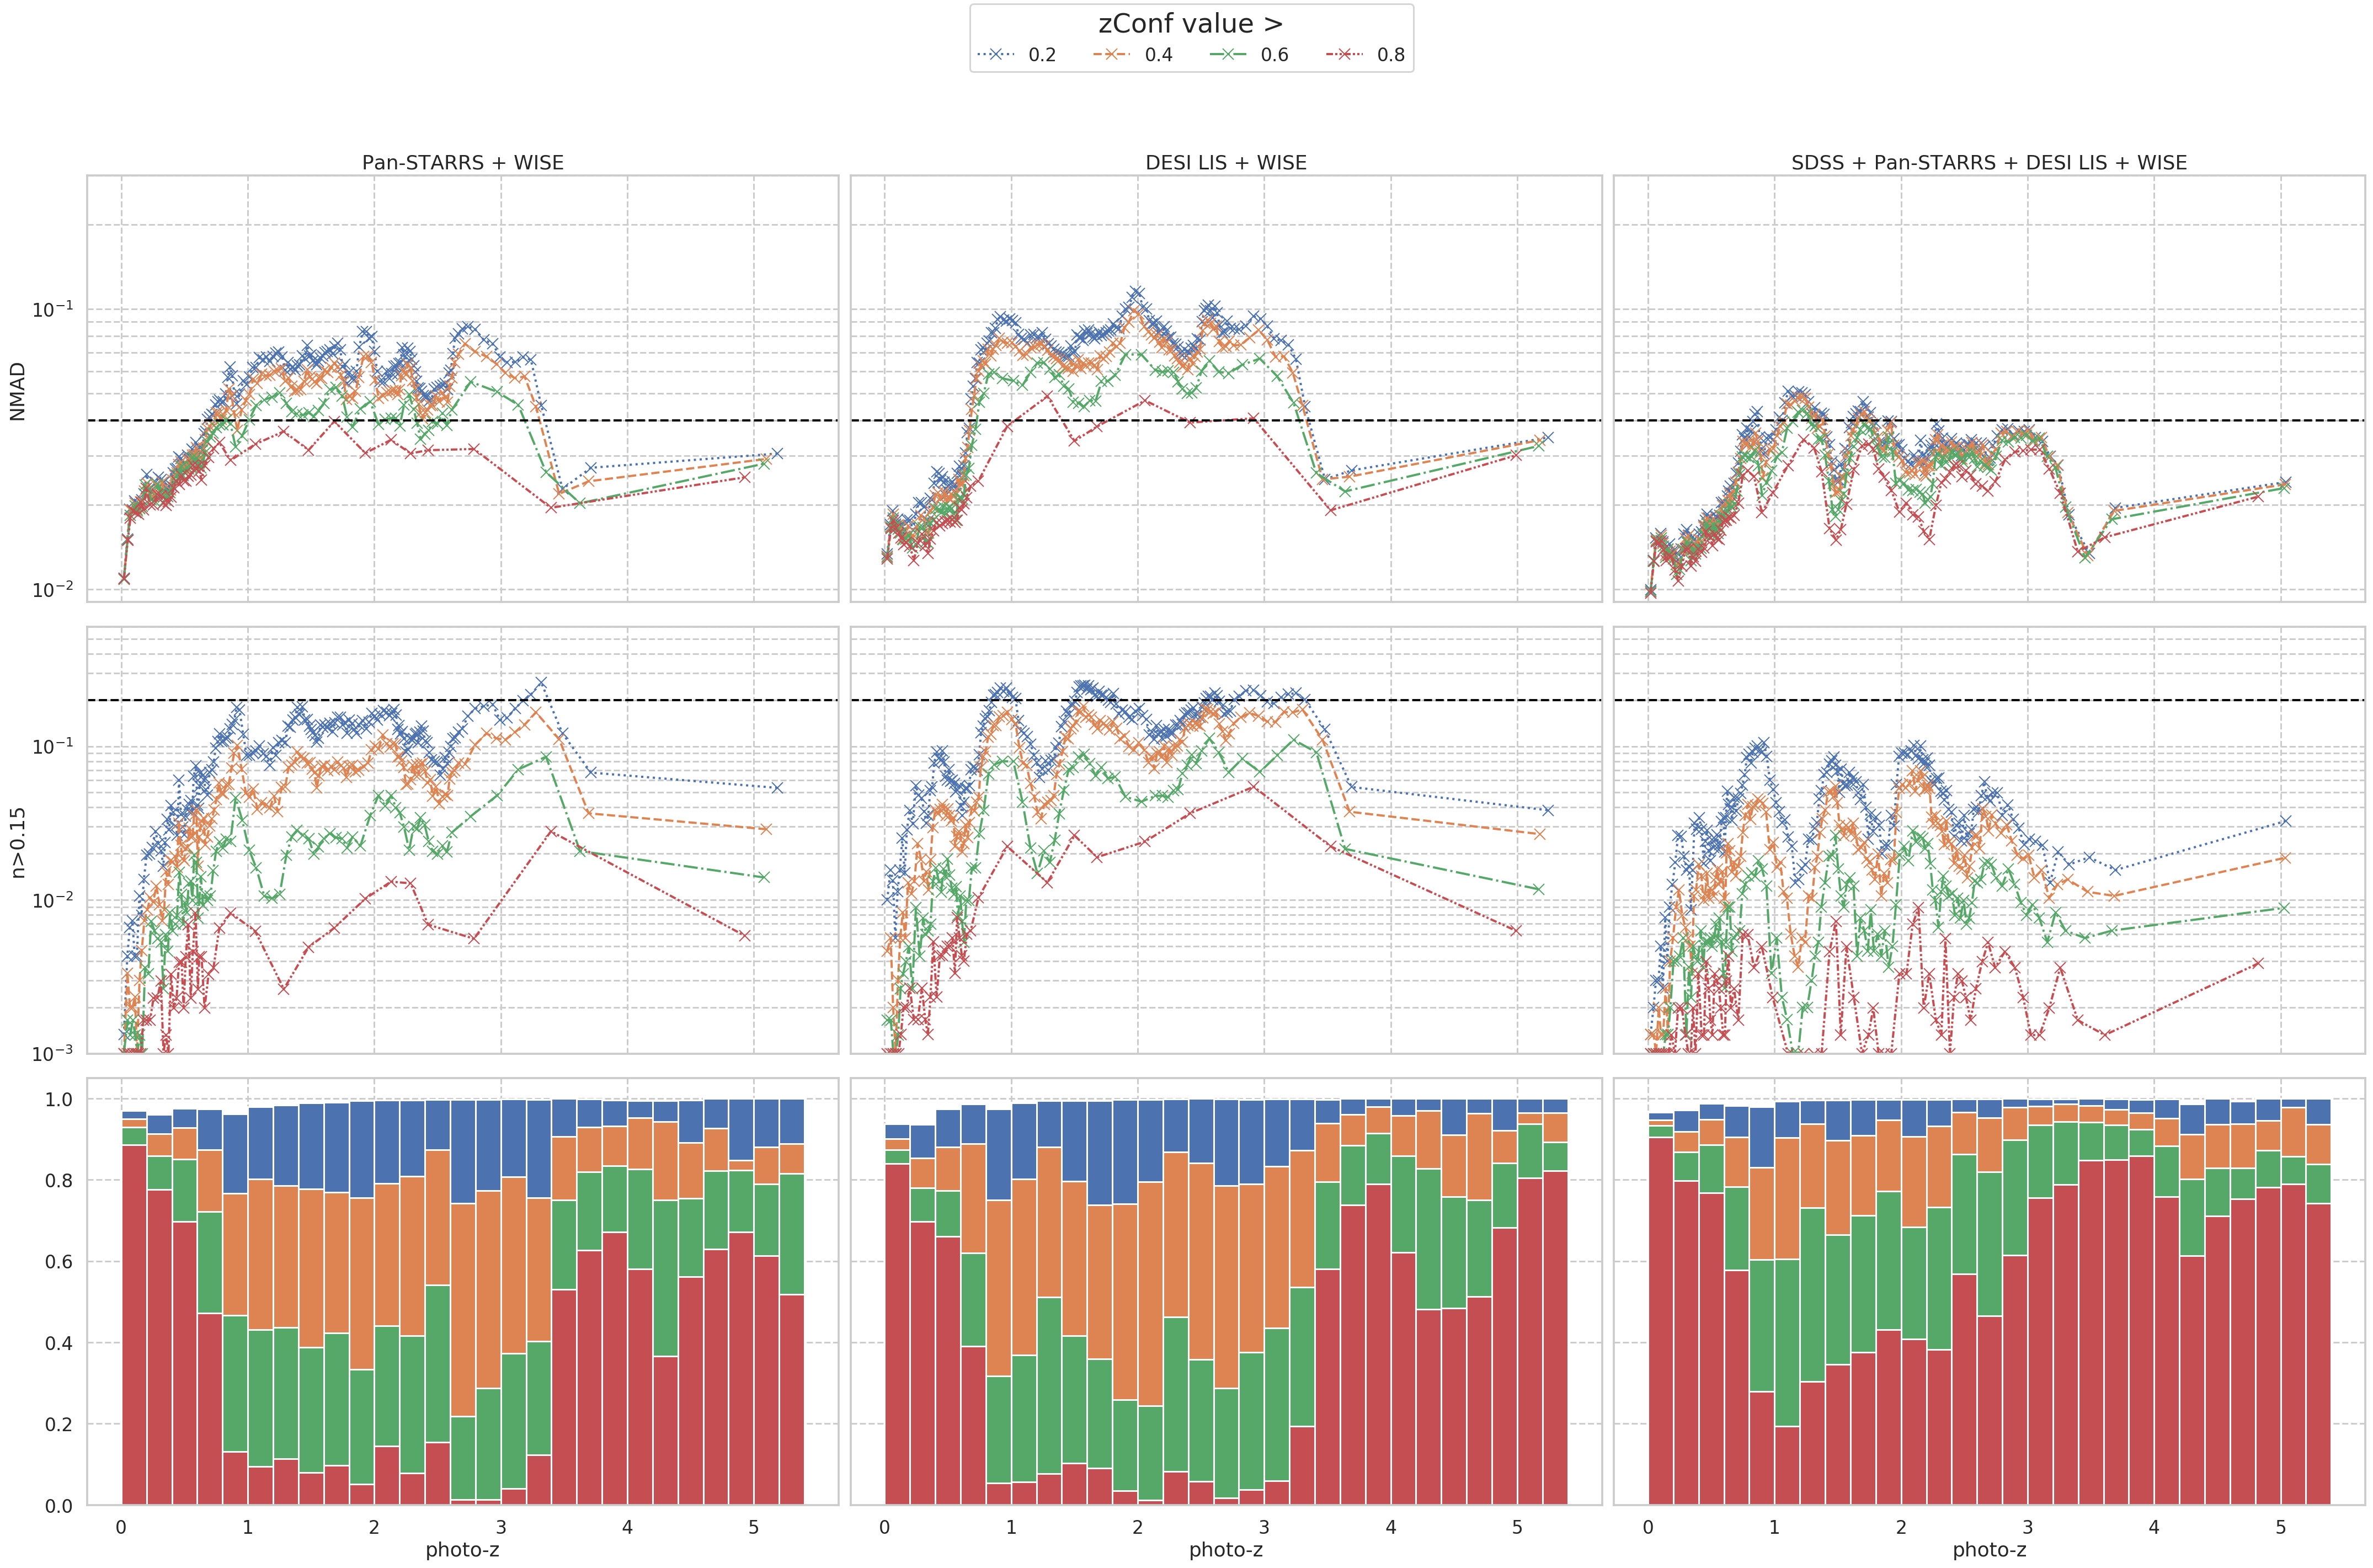 zConf value >
0.2 0.4 0.6 0.8
Pan-STARRS + WISE
DESI LIS + WISE
SDSS + Pan-STARRS + DESI LIS + WISE
NMAD
10⁻¹
10⁻²
n>0.15
10⁻¹
10⁻²
10⁻³
1.0
0.8
0.6
0.4
0.2
0.0
0 1 2 3 4 5
0 1 2 3 4 5
0 1 2 3 4 5
photo-z
photo-z
photo-z